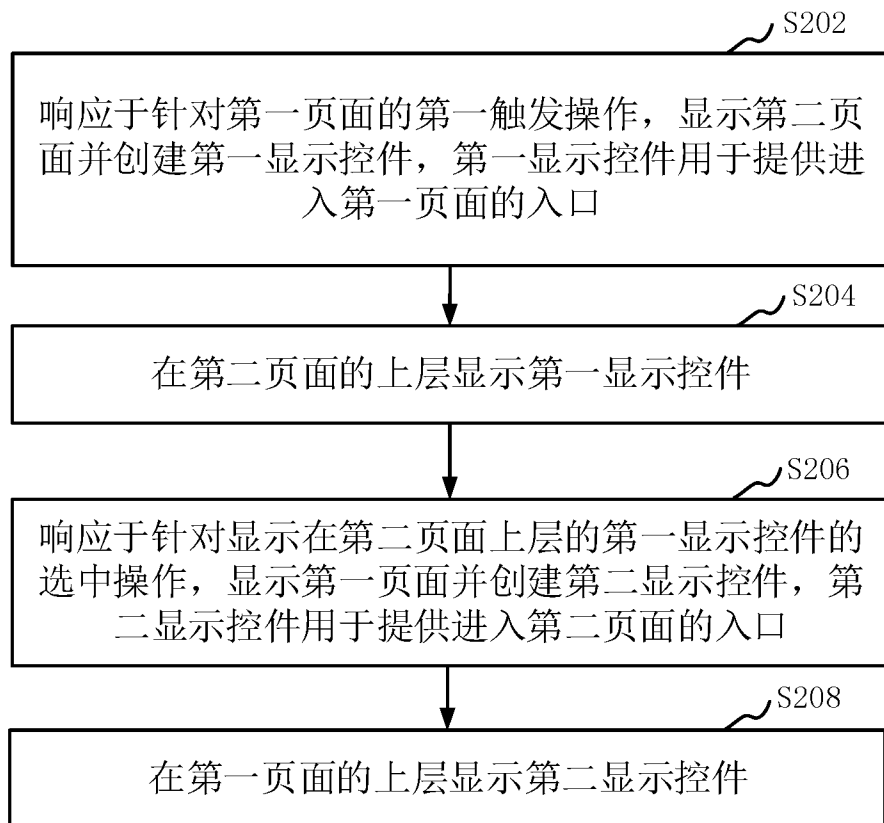 S202
响应于针对第一页面的第一触发操作，显示第二页
面并创建第一显示控件，第一显示控件用于提供进
入第一页面的入口
S204
在第二页面的上层显示第一显示控件
S206
响应于针对显示在第二页面上层的第一显示控件的
选中操作，显示第一页面并创建第二显示控件，第
二显示控件用于提供进入第二页面的入口
S208
在第一页面的上层显示第二显示控件